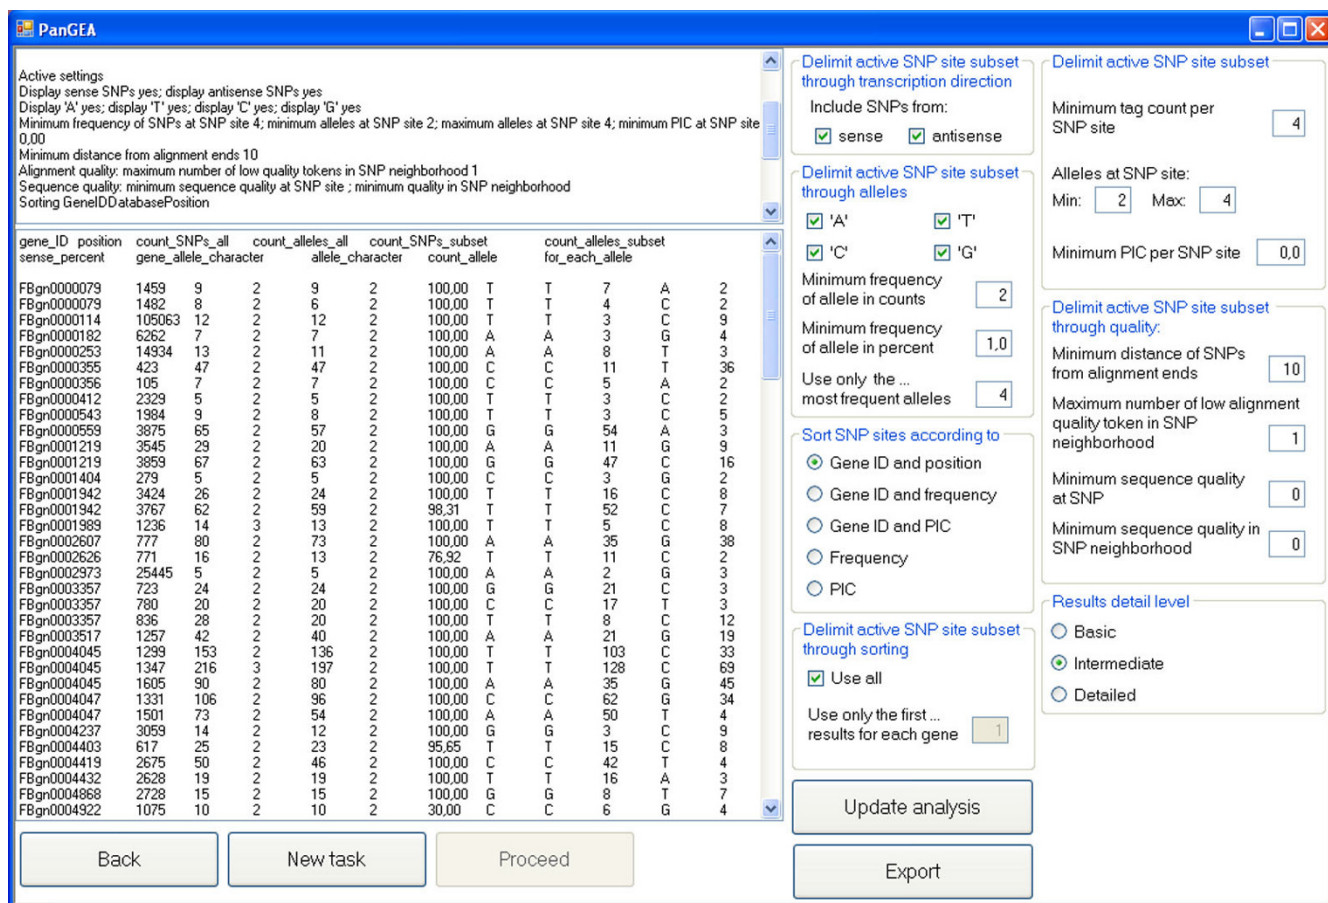 PanGEA
Active settings
Display sense SNPs yes; display antisense SNPs yes
Display 'A' yes; display 'T' yes; display 'C' yes; display 'G' yes
Minimum frequency of SNPs at SNP site 4; minimum alleles at SNP site 2; maximum alleles at SNP site 4; minimum PIC at SNP site
0,00
Minimum distance from alignment ends 10
Alignment quality: maximum number of low quality tokens in SNP neighborhood 1
Sequence quality: minimum sequence quality at SNP site ; minimum quality in SNP neighborhood
Sorting GeneIDDatabasePosition
gene_ID position count_SNPs_all count_alleles_all count_SNPs_subset count_alleles_subset
sense_percent gene_allele_character allele_character count_allele for_each_allele
FBgn0000079 1459 9 2 9 2 100,00 T T 7 A 2
FBgn0000079 1482 8 2 6 2 100,00 T T 4 C 2
FBgn0000114 105063 12 2 12 2 100,00 T T 3 C 9
FBgn0000182 6262 7 2 7 2 100,00 A A 3 G 4
FBgn0000253 14934 13 2 11 2 100,00 A A 8 T 3
FBgn0000355 423 47 2 47 2 100,00 C C 11 T 36
FBgn0000356 105 7 2 7 2 100,00 C C 5 A 2
FBgn0000412 2329 5 2 5 2 100,00 T T 3 C 2
FBgn0000543 1984 9 2 8 2 100,00 T T 3 C 5
FBgn0000559 3875 65 2 57 2 100,00 G G 54 A 3
FBgn0001219 3545 29 2 20 2 100,00 A A 11 G 9
FBgn0001219 3859 67 2 63 2 100,00 G G 47 C 16
FBgn0001404 279 5 2 5 2 100,00 C C 3 G 2
FBgn0001942 3424 26 2 24 2 100,00 T T 16 C 8
FBgn0001942 3767 62 2 59 2 98,31 T T 52 C 7
FBgn0001989 1236 14 3 13 2 100,00 T T 5 C 8
FBgn0002607 777 80 2 73 2 100,00 A A 35 G 38
FBgn0002626 771 16 2 13 2 76,92 T T 11 C 2
FBgn0002973 25445 5 2 5 2 100,00 A A 2 G 3
FBgn0003357 723 24 2 24 2 100,00 G G 21 C 3
FBgn0003357 780 20 2 20 2 100,00 C C 17 T 3
FBgn0003357 836 28 2 20 2 100,00 T T 8 C 12
FBgn0003517 1257 42 2 40 2 100,00 A A 21 G 19
FBgn0004045 1299 153 2 136 2 100,00 T T 103 C 33
FBgn0004045 1347 216 3 197 2 100,00 T T 128 C 69
FBgn0004045 1605 90 2 80 2 100,00 A A 35 G 45
FBgn0004047 1331 106 2 96 2 100,00 C C 62 G 34
FBgn0004047 1501 73 2 54 2 100,00 A A 50 T 4
FBgn0004237 3059 14 2 12 2 100,00 G G 3 C 9
FBgn0004403 617 25 2 23 2 95,65 T T 15 C 8
FBgn0004419 2675 50 2 46 2 100,00 C C 42 T 4
FBgn0004432 2628 19 2 19 2 100,00 T T 16 A 3
FBgn0004868 2728 15 2 15 2 100,00 G G 8 T 7
FBgn0004922 1075 10 2 10 2 30,00 C C 6 G 4
Back
New task
Proceed
Delimit active SNP site subset
through transcription direction
Include SNPs from:
sense antisense
Delimit active SNP site subset
through alleles
'A' 'T'
'C' 'G'
Minimum frequency
of allele in counts 2
Minimum frequency
of allele in percent 1,0
Use only the ...
most frequent alleles 4
Sort SNP sites according to
Gene ID and position
Gene ID and frequency
Gene ID and PIC
Frequency
PIC
Delimit active SNP site subset
through sorting
Use all
Use only the first ...
results for each gene 1
Update analysis
Export
Delimit active SNP site subset
Minimum tag count per
SNP site 4
Alleles at SNP site:
Min: 2 Max: 4
Minimum PIC per SNP site 0,0
Delimit active SNP site subset
through quality:
Minimum distance of SNPs
from alignment ends 10
Maximum number of low alignment
quality token in SNP
neighborhood 1
Minimum sequence quality
at SNP 0
Minimum sequence quality in
SNP neighborhood 0
Results detail level
Basic
Intermediate
Detailed